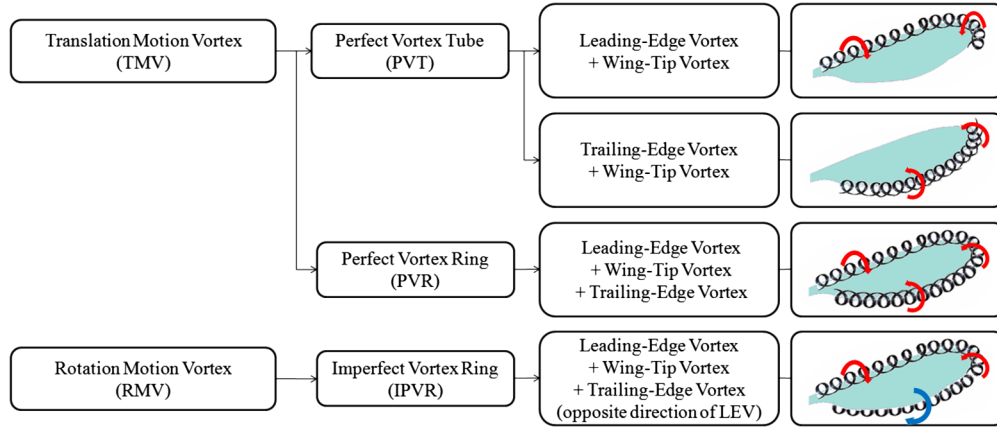 Translation Motion Vortex
(TMV)
Perfect Vortex Tube
(PVT)
Leading-Edge Vortex
+ Wing-Tip Vortex
Trailing-Edge Vortex
+ Wing-Tip Vortex
Perfect Vortex Ring
(PVR)
Leading-Edge Vortex
+ Wing-Tip Vortex
+ Trailing-Edge Vortex
Rotation Motion Vortex
(RMV)
Imperfect Vortex Ring
(IPVR)
Leading-Edge Vortex
+ Wing-Tip Vortex
+ Trailing-Edge Vortex
(opposite direction of LEV)